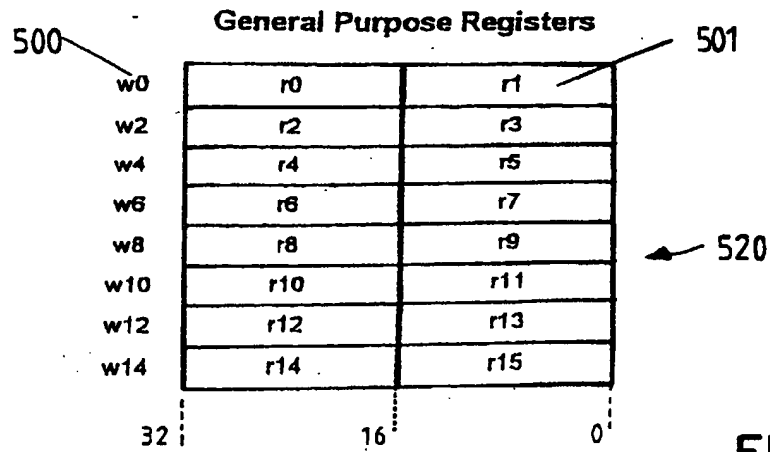 General Purpose Registers
500 501
w0 r0 r1
w2 r2 r3
w4 r4 r5
w6 r6 r7
w8 r8 r9
520
w10 r10 r11
w12 r12 r13
w14 r14 r15
32 16 0